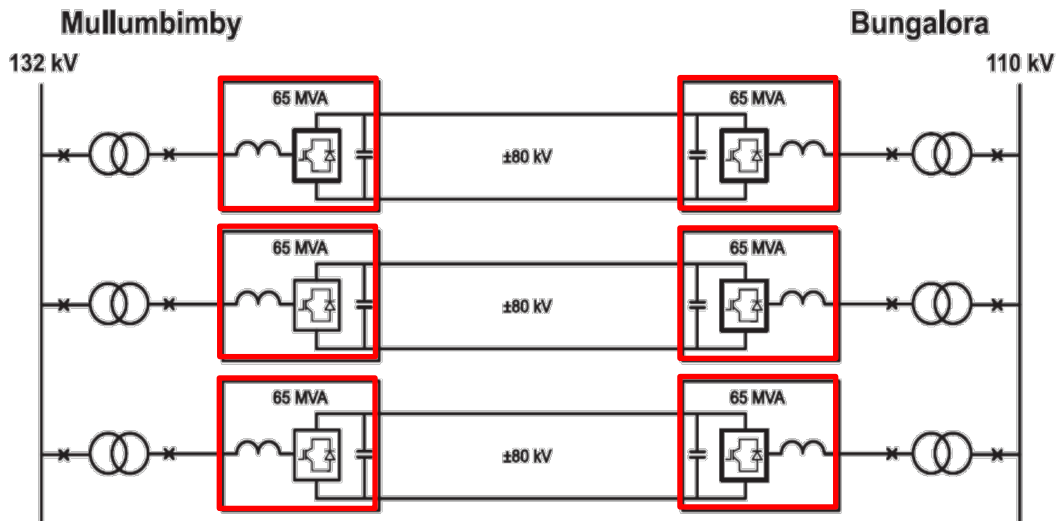 Mullumbimby
Bungalora
132 kV
110 kV
65 MVA
65 MVA
±80 kV
65 MVA
65 MVA
±80 kV
65 MVA
65 MVA
±80 kV